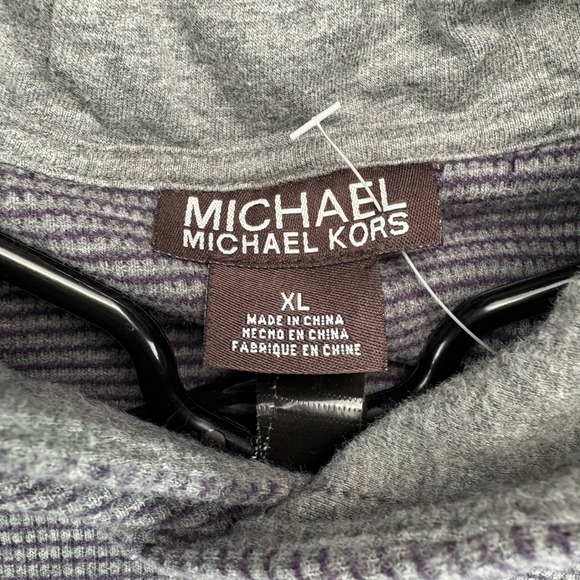 MICHAEL
MICHAEL KORS
XL
MADE IN CHINA
HECHO EN CHINA
FABRIQUE EN CHINE